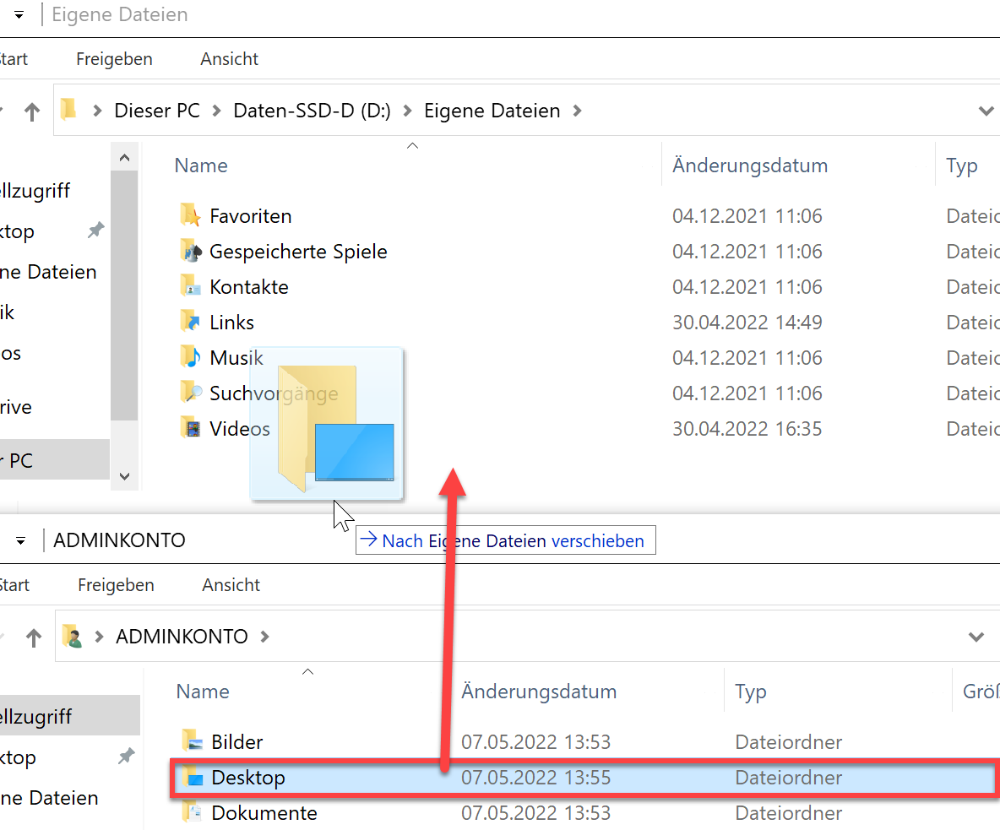 Eigene Dateien
Start Freigeben Ansicht
Dieser PC Daten-SSD-D (D:) Eigene Dateien
Name Änderungsdatum Typ
llzugriff
ktop
ne Dateien
ik
os
rive
r PC
Favoriten 04.12.2021 11:06 Dateio
Gespeicherte Spiele 04.12.2021 11:06 Dateio
Kontakte 04.12.2021 11:06 Dateio
Links 30.04.2022 14:49 Dateio
Musik 04.12.2021 11:06 Dateio
Suchvorgänge 04.12.2021 11:06 Dateio
Videos 30.04.2022 16:35 Dateio
Nach Eigene Dateien verschieben
ADMINKONTO
Start Freigeben Ansicht
ADMINKONTO
Name Änderungsdatum Typ Größ
ellzugriff
ktop
ne Dateien
Bilder 07.05.2022 13:53 Dateiordner
Desktop 07.05.2022 13:55 Dateiordner
Dokumente 07.05.2022 13:53 Dateiordner